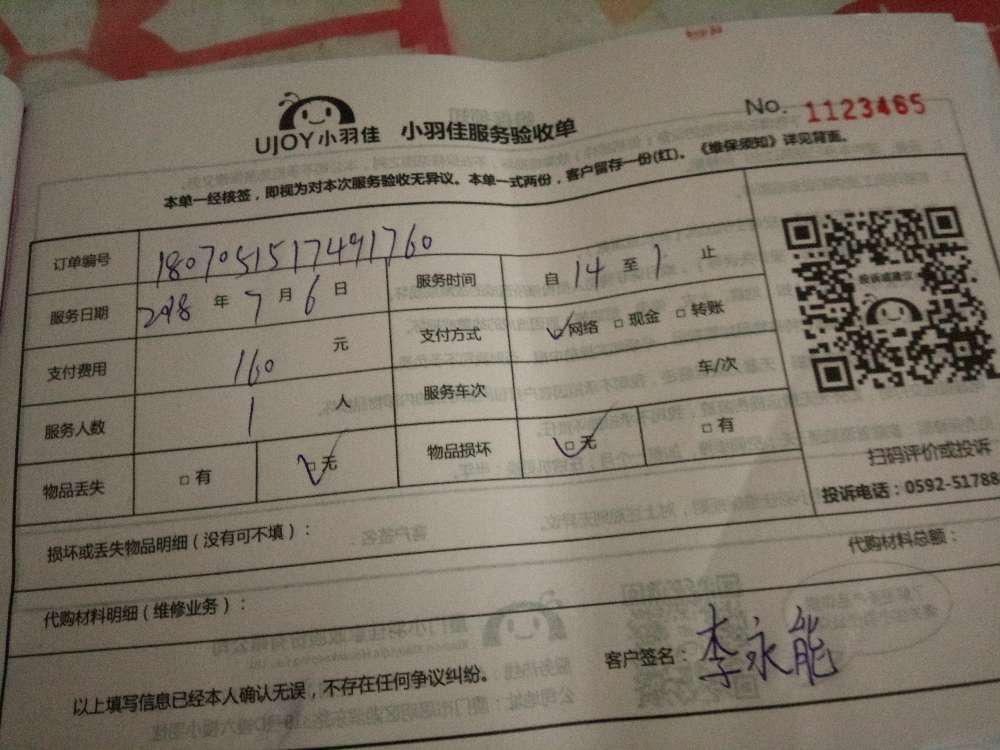 No. 1123465
UJOY小羽佳 小羽佳服务验收单
本单一经核签，即视为对本次服务验收无异议。本单一式两份，客户留存一份(红)。《维保须知》详见背面。
订单编号 1807051517491760
服务日期 2018 年 7 月 6 日 服务时间 自 14 至 1 止
支付费用 160 元 支付方式 网络 □ 现金 □ 转账
服务人数 1 人 服务车次 车/次
物品丢失 □ 有 □ 无 物品损坏 □ 无 □ 有
投诉或建议
扫码评价或投诉
投诉电话：0592-51788
损坏或丢失物品明细（没有可不填）：
代购材料明细（维修业务）： 代购材料总额：
以上填写信息已经本人确认无误，不存在任何争议纠纷。 客户签名：李永能